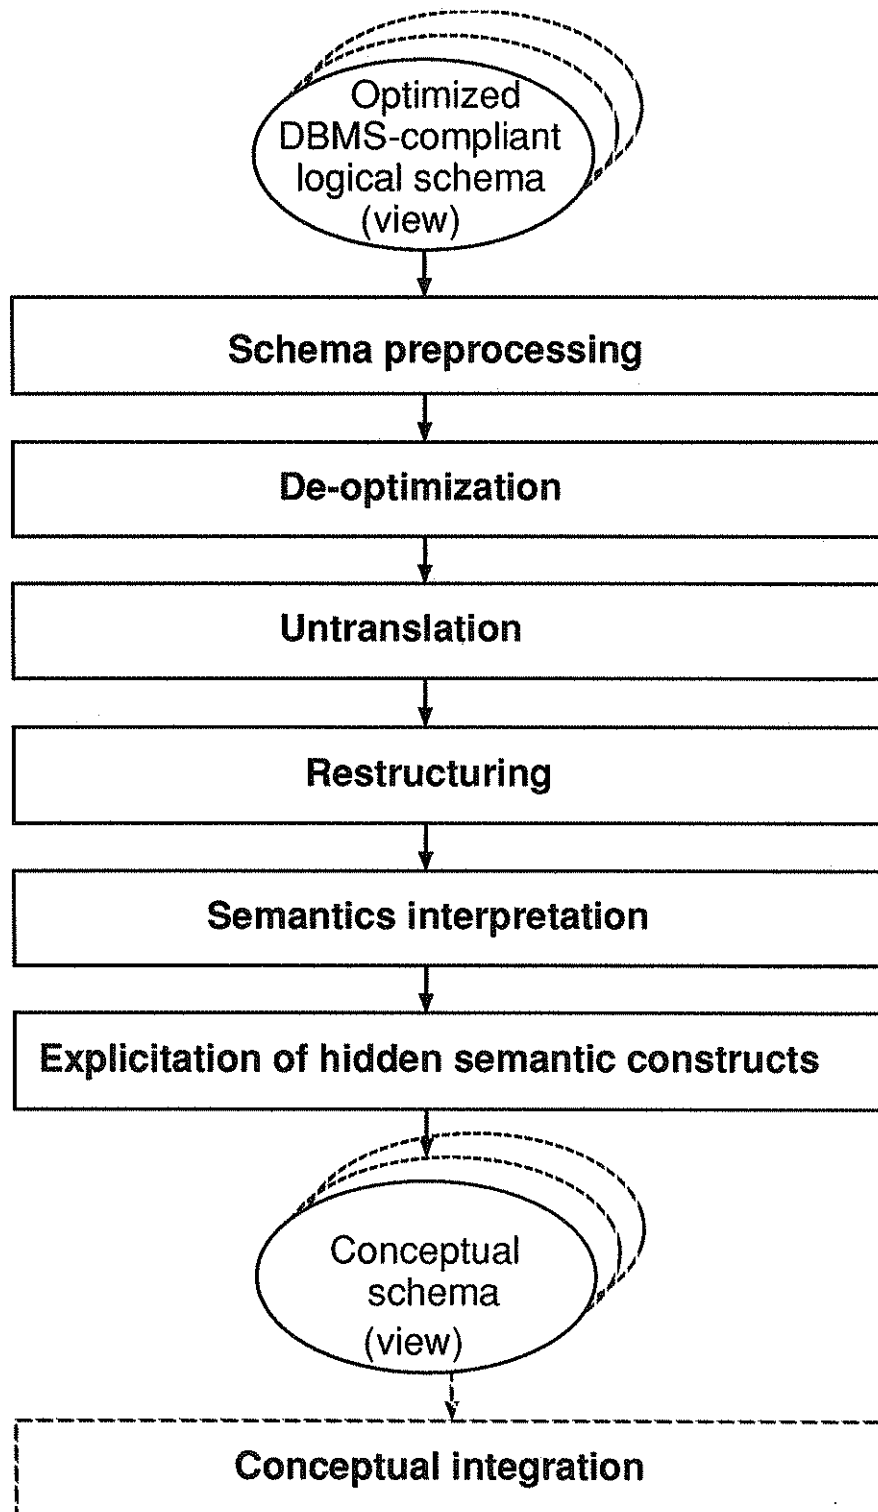 Optimized
DBMS-compliant
logical schema
(view)
Schema preprocessing
De-optimization
Untranslation
Restructuring
Semantics interpretation
Explicitation of hidden semantic constructs
Conceptual
schema
(view)
Conceptual integration